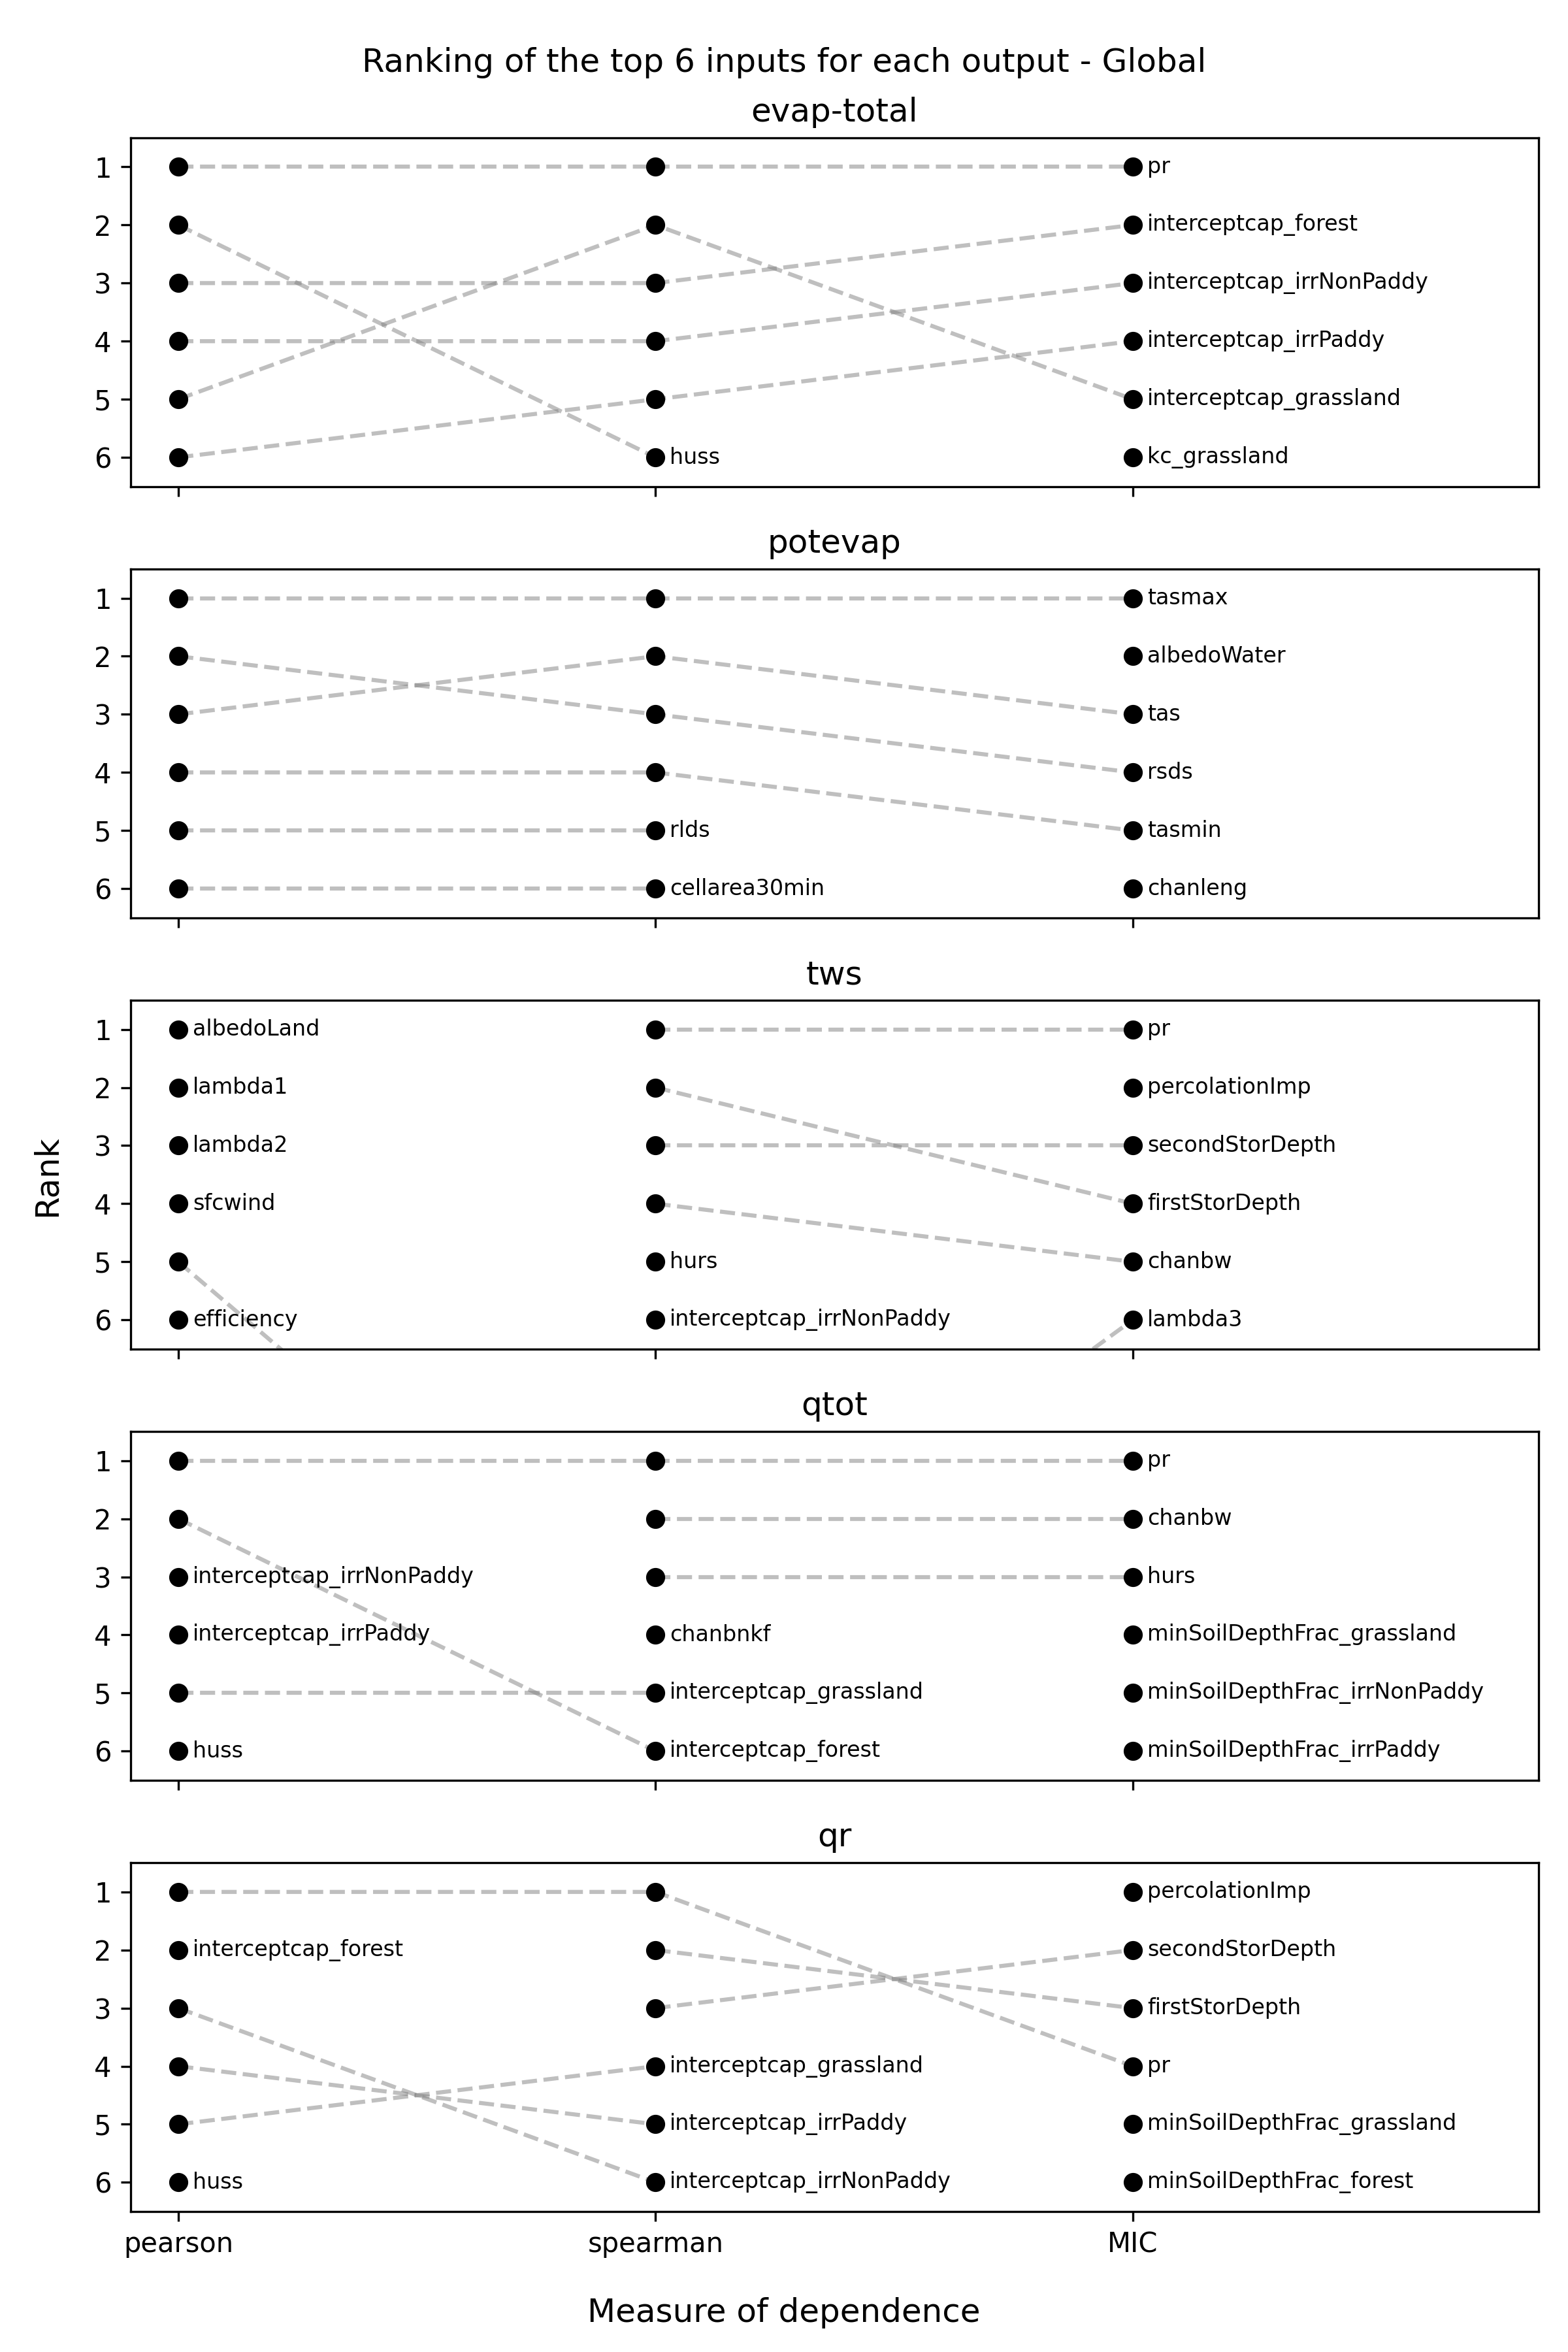 Ranking of the top 6 inputs for each output - Global
evap-total
1 pr
2 interceptcap_forest
3 interceptcap_irrNonPaddy
4 interceptcap_irrPaddy
5 interceptcap_grassland
6 huss kc_grassland
potevap
1 tasmax
2 albedoWater
3 tas
4 rsds
5 rlds tasmin
6 cellarea30min chanleng
tws
Rank
1 albedoLand pr
2 lambda1 percolationImp
3 lambda2 secondStorDepth
4 sfcwind firstStorDepth
5 hurs chanbw
6 efficiency interceptcap_irrNonPaddy lambda3
qtot
1 pr
2 chanbw
3 interceptcap_irrNonPaddy hurs
4 interceptcap_irrPaddy chanbnkf minSoilDepthFrac_grassland
5 interceptcap_grassland minSoilDepthFrac_irrNonPaddy
6 huss interceptcap_forest minSoilDepthFrac_irrPaddy
qr
1 percolationImp
2 interceptcap_forest secondStorDepth
3 firstStorDepth
4 interceptcap_grassland pr
5 interceptcap_irrPaddy minSoilDepthFrac_grassland
6 huss interceptcap_irrNonPaddy minSoilDepthFrac_forest
pearson spearman MIC
Measure of dependence